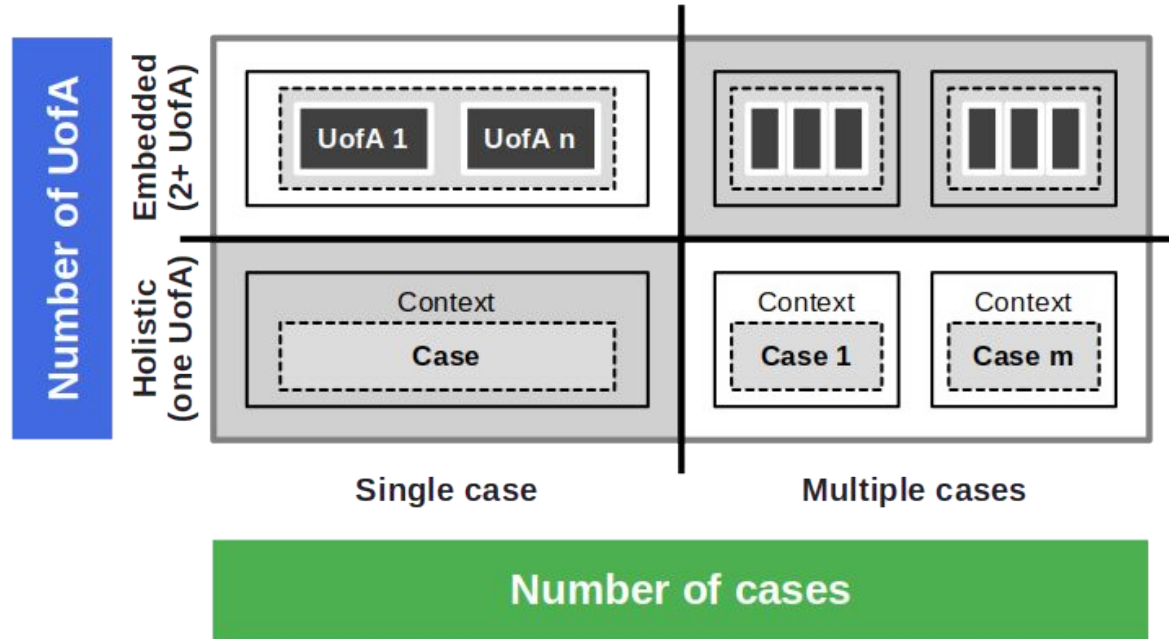 Number of UofA
Embedded
(2+ UofA)
UofA 1
UofA n
Holistic
(one UofA)
Context
Case
Context
Case 1
Context
Case m
Single case
Multiple cases
Number of cases